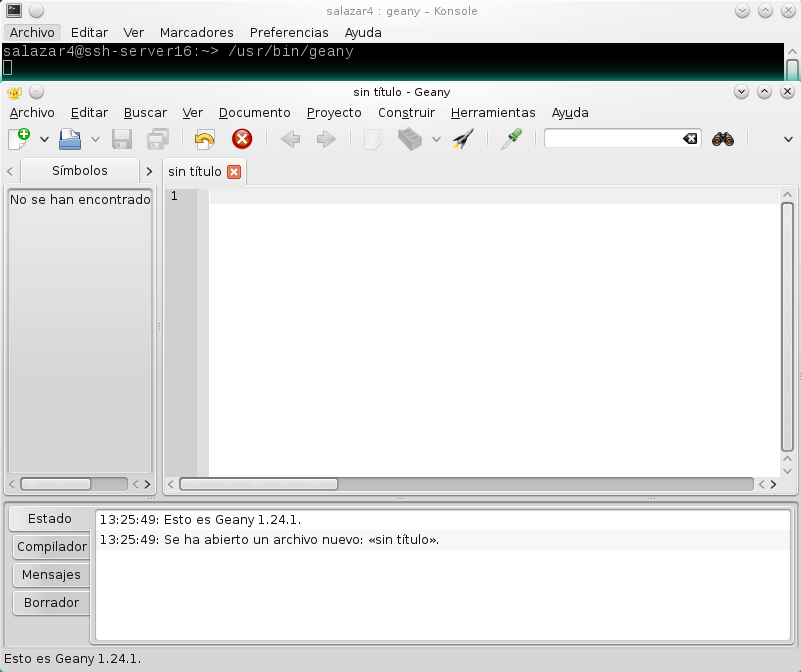 salazar4 : geany – Konsole
Archivo Editar Ver Marcadores Preferencias Ayuda
salazar4@ssh-server16:~> /usr/bin/geany
sin título - Geany
Archivo Editar Buscar Ver Documento Proyecto Construir Herramientas Ayuda
Símbolos
sin título
No se han encontrado
1
Estado
Compilador
Mensajes
Borrador
13:25:49: Esto es Geany 1.24.1.
13:25:49: Se ha abierto un archivo nuevo: «sin título».
Esto es Geany 1.24.1.